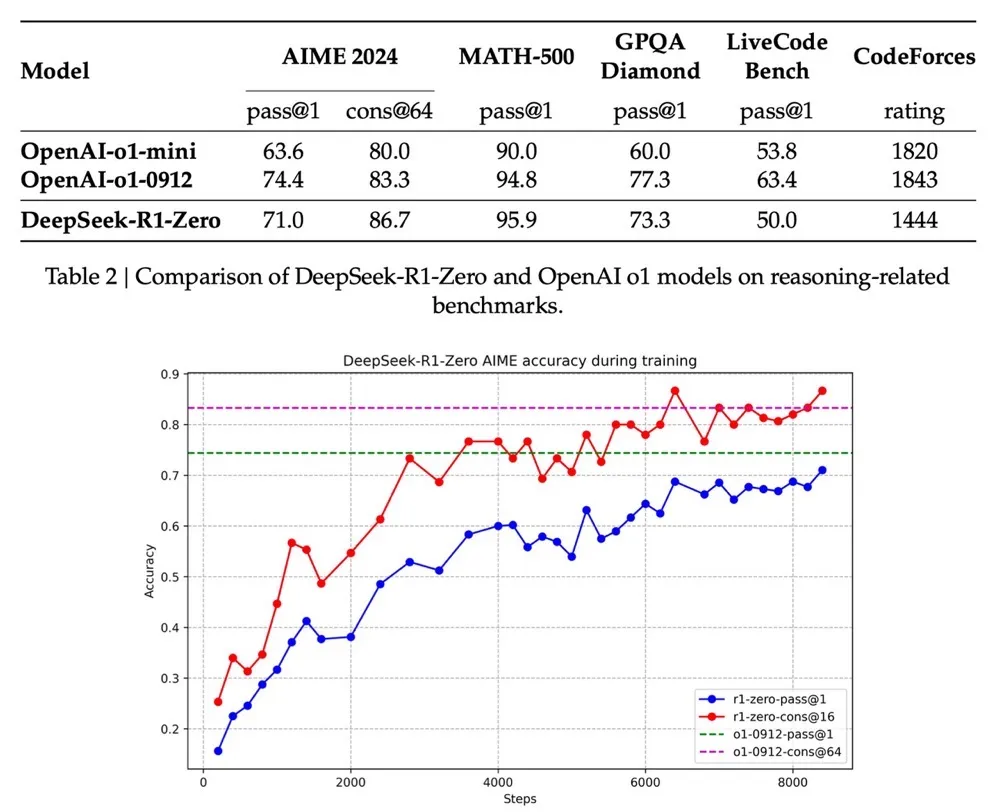 Model AIME 2024 MATH-500 GPQA Diamond LiveCode Bench CodeForces
pass@1 cons@64 pass@1 pass@1 pass@1 rating
OpenAI-o1-mini 63.6 80.0 90.0 60.0 53.8 1820
OpenAI-o1-0912 74.4 83.3 94.8 77.3 63.4 1843
DeepSeek-R1-Zero 71.0 86.7 95.9 73.3 50.0 1444
Table 2 | Comparison of DeepSeek-R1-Zero and OpenAI o1 models on reasoning-related
benchmarks.
DeepSeek-R1-Zero AIME accuracy during training
0.9
0.8
0.7
0.6
0.5
0.4
0.3
0.2
Accuracy
r1-zero-pass@1
r1-zero-cons@16
o1-0912-pass@1
o1-0912-cons@64
0 2000 4000 6000 8000
Steps